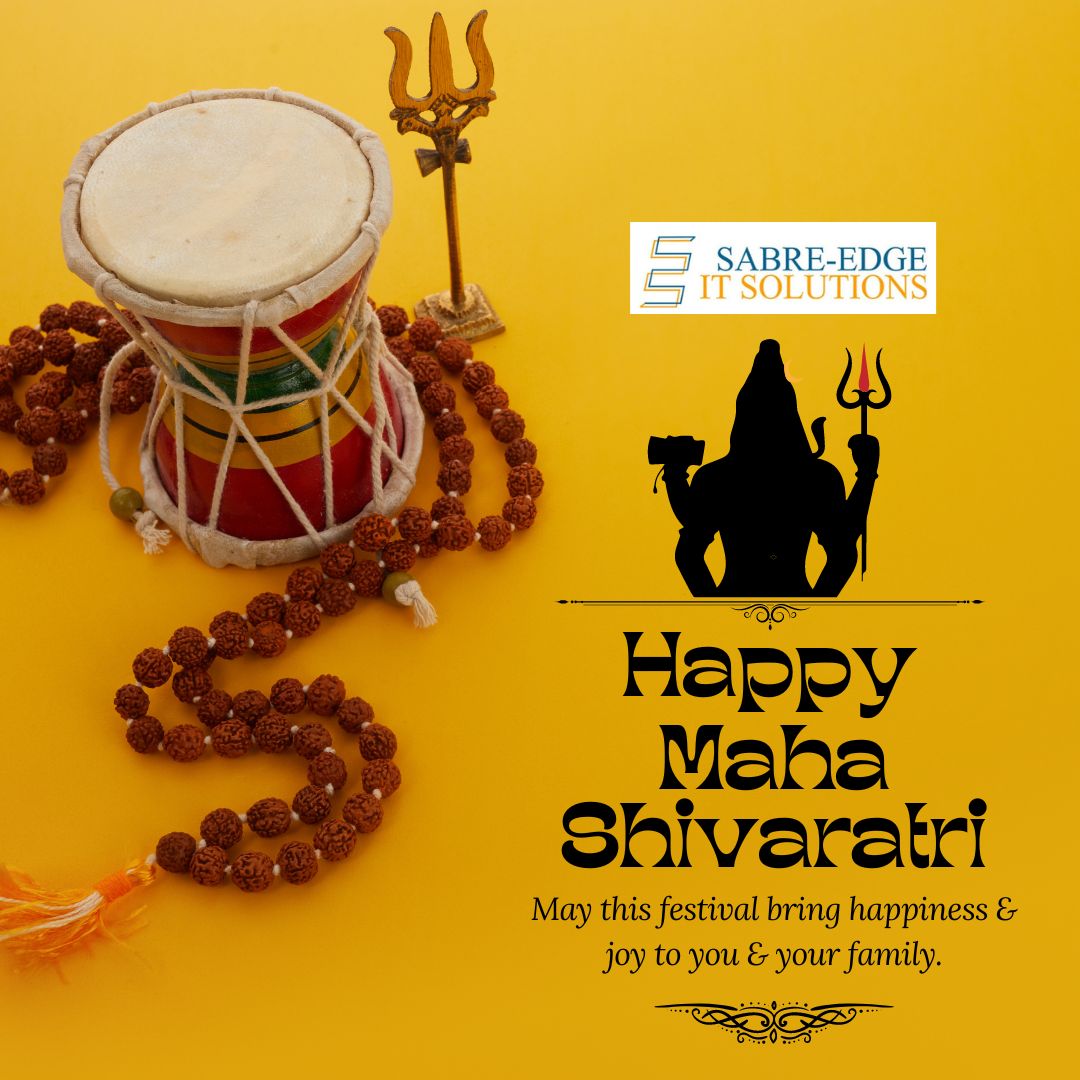 SABRE-EDGE
IT SOLUTIONS
Happy
Maha
Shivaratri
May this festival bring happiness &
joy to you & your family.